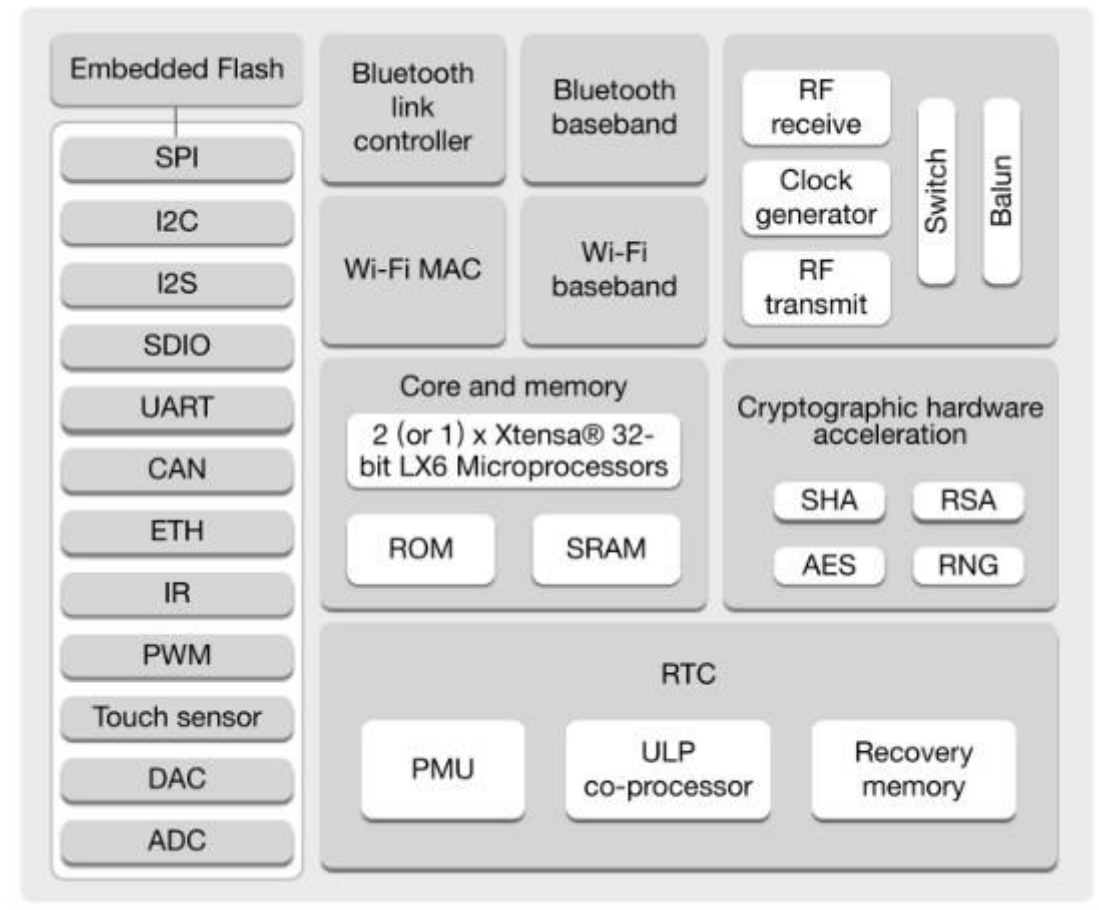 Embedded Flash
SPI
I2C
I2S
SDIO
UART
CAN
ETH
IR
PWM
Touch sensor
DAC
ADC
Bluetooth
link
controller
Bluetooth
baseband
Wi-Fi MAC
Wi-Fi
baseband
RF
receive
Clock
generator
RF
transmit
Switch
Balun
Core and memory
2 (or 1) x Xtensa® 32-
bit LX6 Microprocessors
ROM
SRAM
Cryptographic hardware
acceleration
SHA
RSA
AES
RNG
RTC
PMU
ULP
co-processor
Recovery
memory